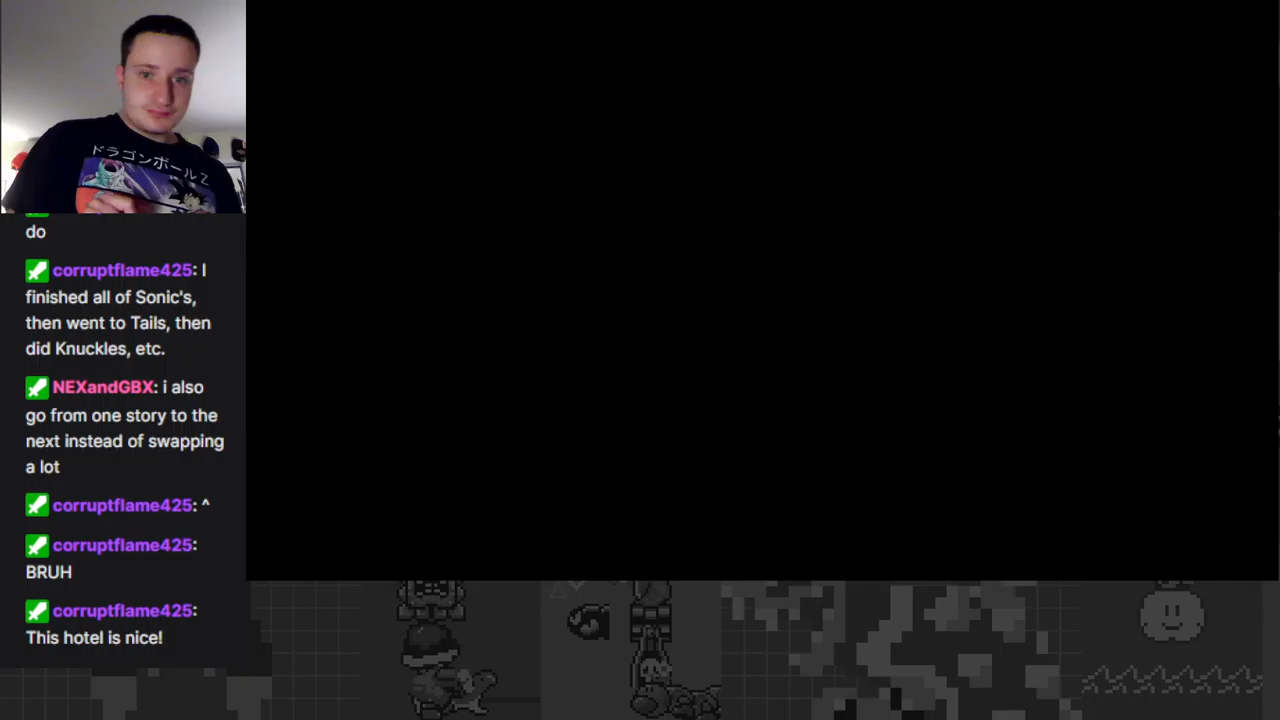 ドラゴンボールZ
do
corruptflame425: I
finished all of Sonic's,
then went to Tails, then
did Knuckles, etc.
NEXandGBX: i also
go from one story to the
next instead of swapping
a lot
corruptflame425: ^
corruptflame425:
BRUH
corruptflame425:
This hotel is nice!